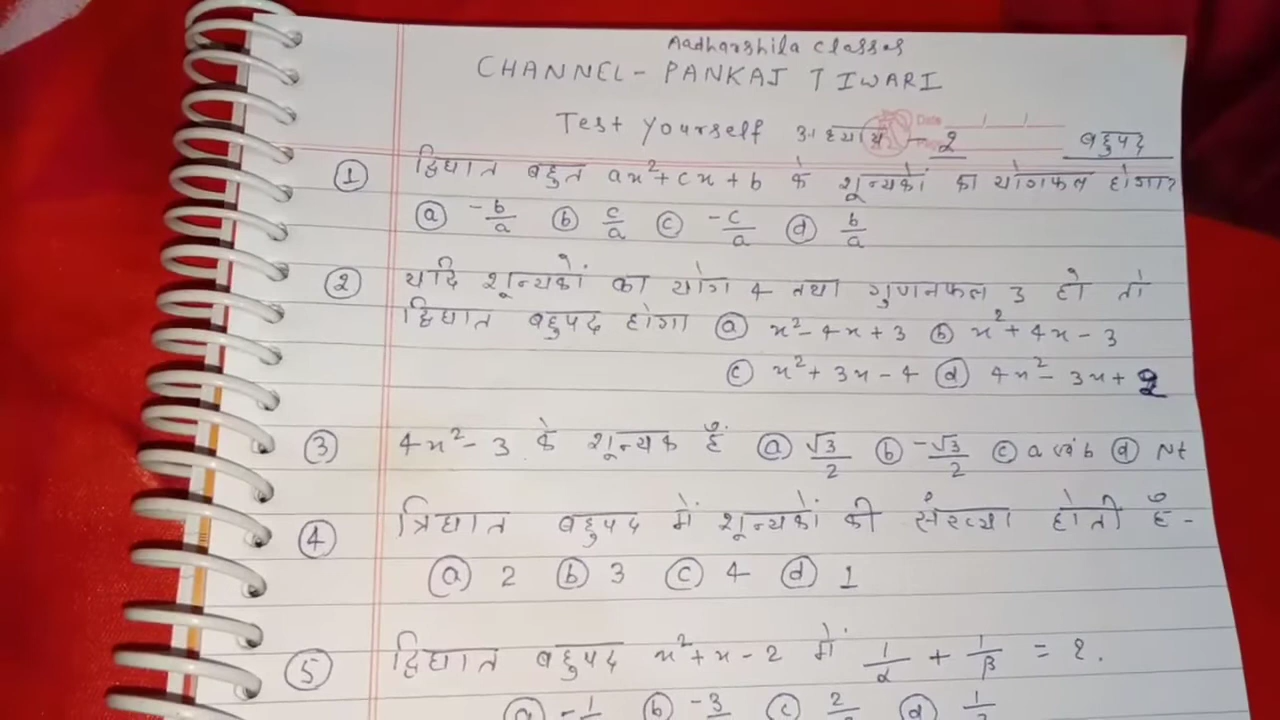 Aadharshila Classes
CHANNEL - PANKAJ TIWARI
Test Yourself अध्याय - 2 बहुपद
① द्विघात बहुत ax²+cx+b के शून्यकों का योगफल होगा?
ⓐ -b/a ⓑ c/a ⓒ -c/a ⓓ b/a
② यदि शून्यकों का योग 4 तथा गुणनफल 3 हो तो
द्विघात बहुपद होगा ⓐ x²-4x+3 ⓑ x²+4x-3
ⓒ x²+3x-4 ⓓ 4x²-3x+2
③ 4x²-3 के शून्यक हैं ⓐ √3/2 ⓑ -√3/2 ⓒ a एवं b ⓓ Nt
④ त्रिघात बहुपद में शून्यकों की संख्या होती है -
ⓐ 2 ⓑ 3 ⓒ 4 ⓓ 1
⑤ द्विघात बहुपद x²+x-2 में 1/α + 1/β = ?.